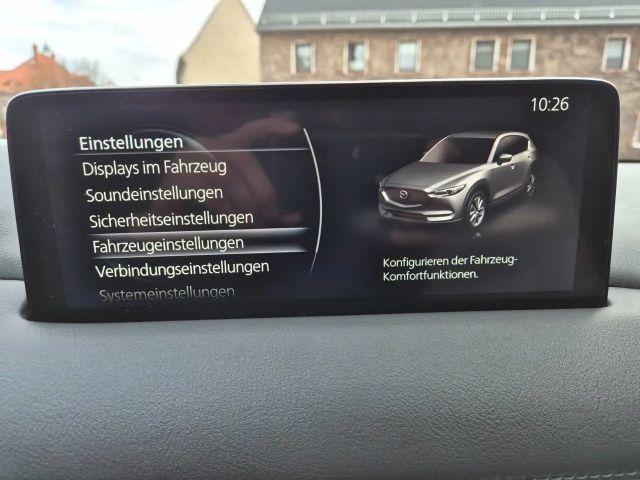 10:26
Einstellungen
Displays im Fahrzeug
Soundeinstellungen
Sicherheitseinstellungen
Fahrzeugeinstellungen
Verbindungseinstellungen
Systemeinstellungen
Konfigurieren der Fahrzeug-
Komfortfunktionen.